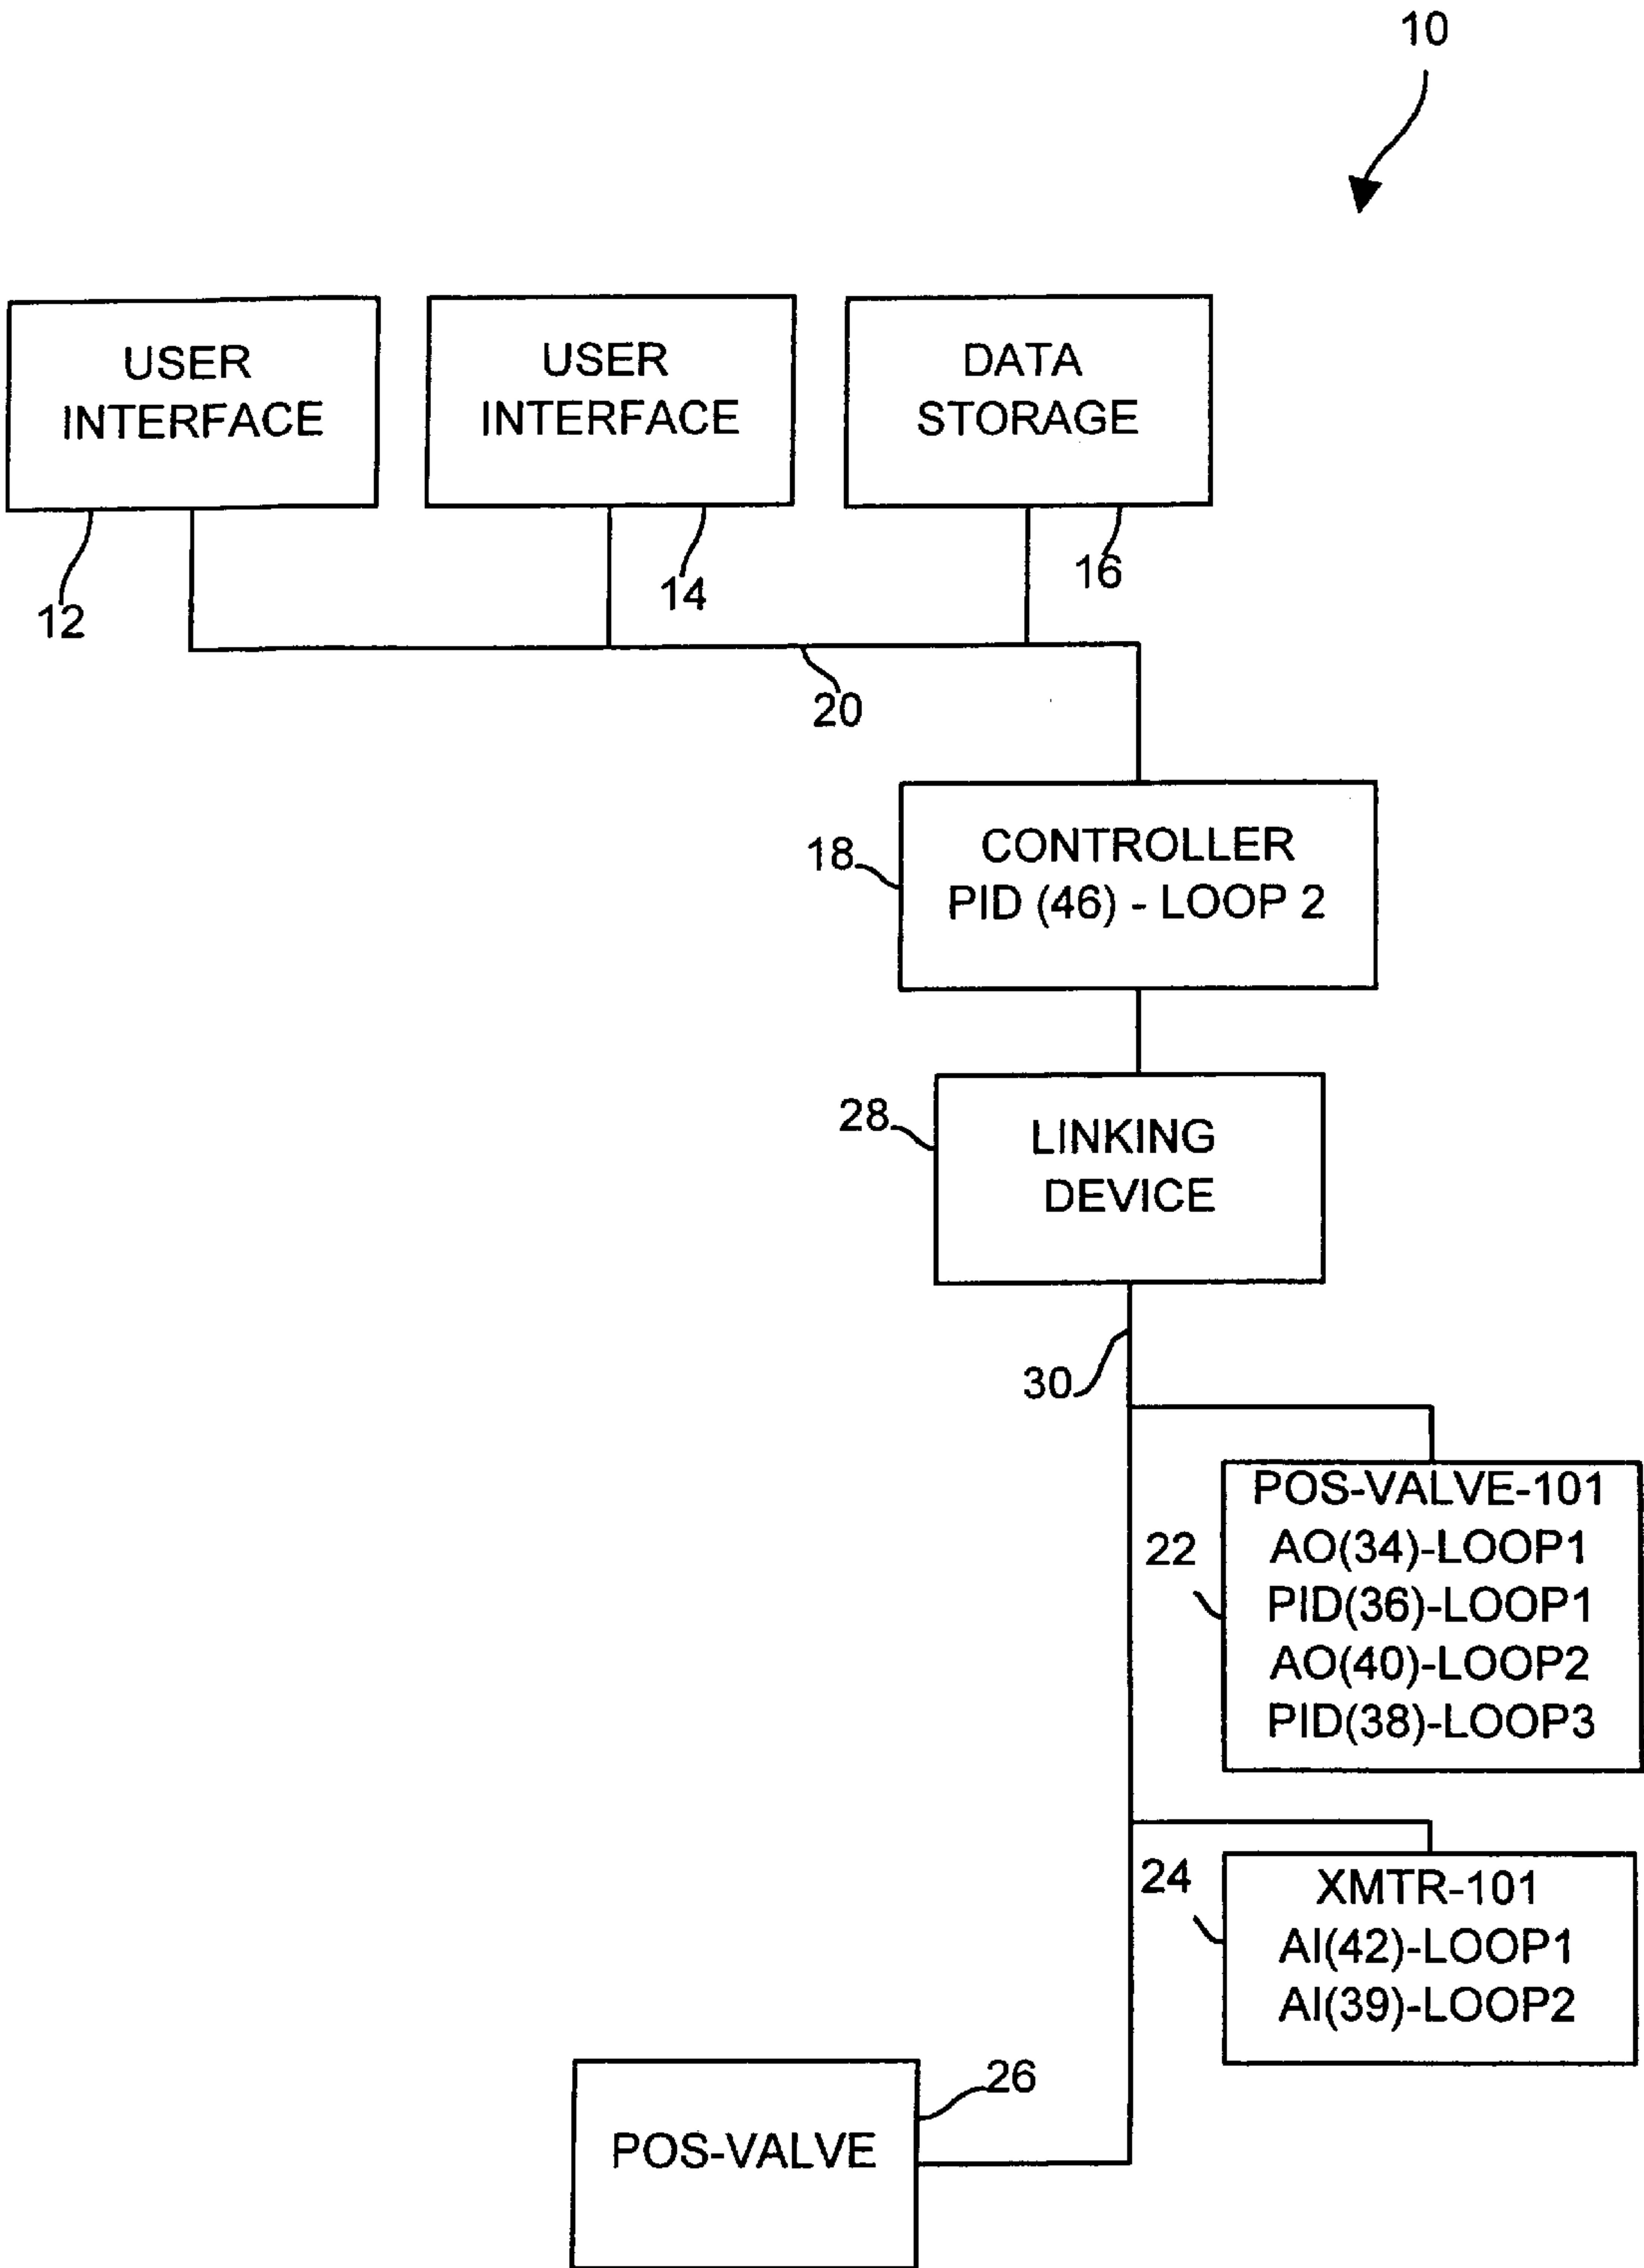 10
USER
INTERFACE
USER
INTERFACE
DATA
STORAGE
12
14
16
20
18
CONTROLLER
PID (46) - LOOP 2
28
LINKING
DEVICE
30
22
POS-VALVE-101
AO(34)-LOOP1
PID(36)-LOOP1
AO(40)-LOOP2
PID(38)-LOOP3
24
XMTR-101
AI(42)-LOOP1
AI(39)-LOOP2
26
POS-VALVE